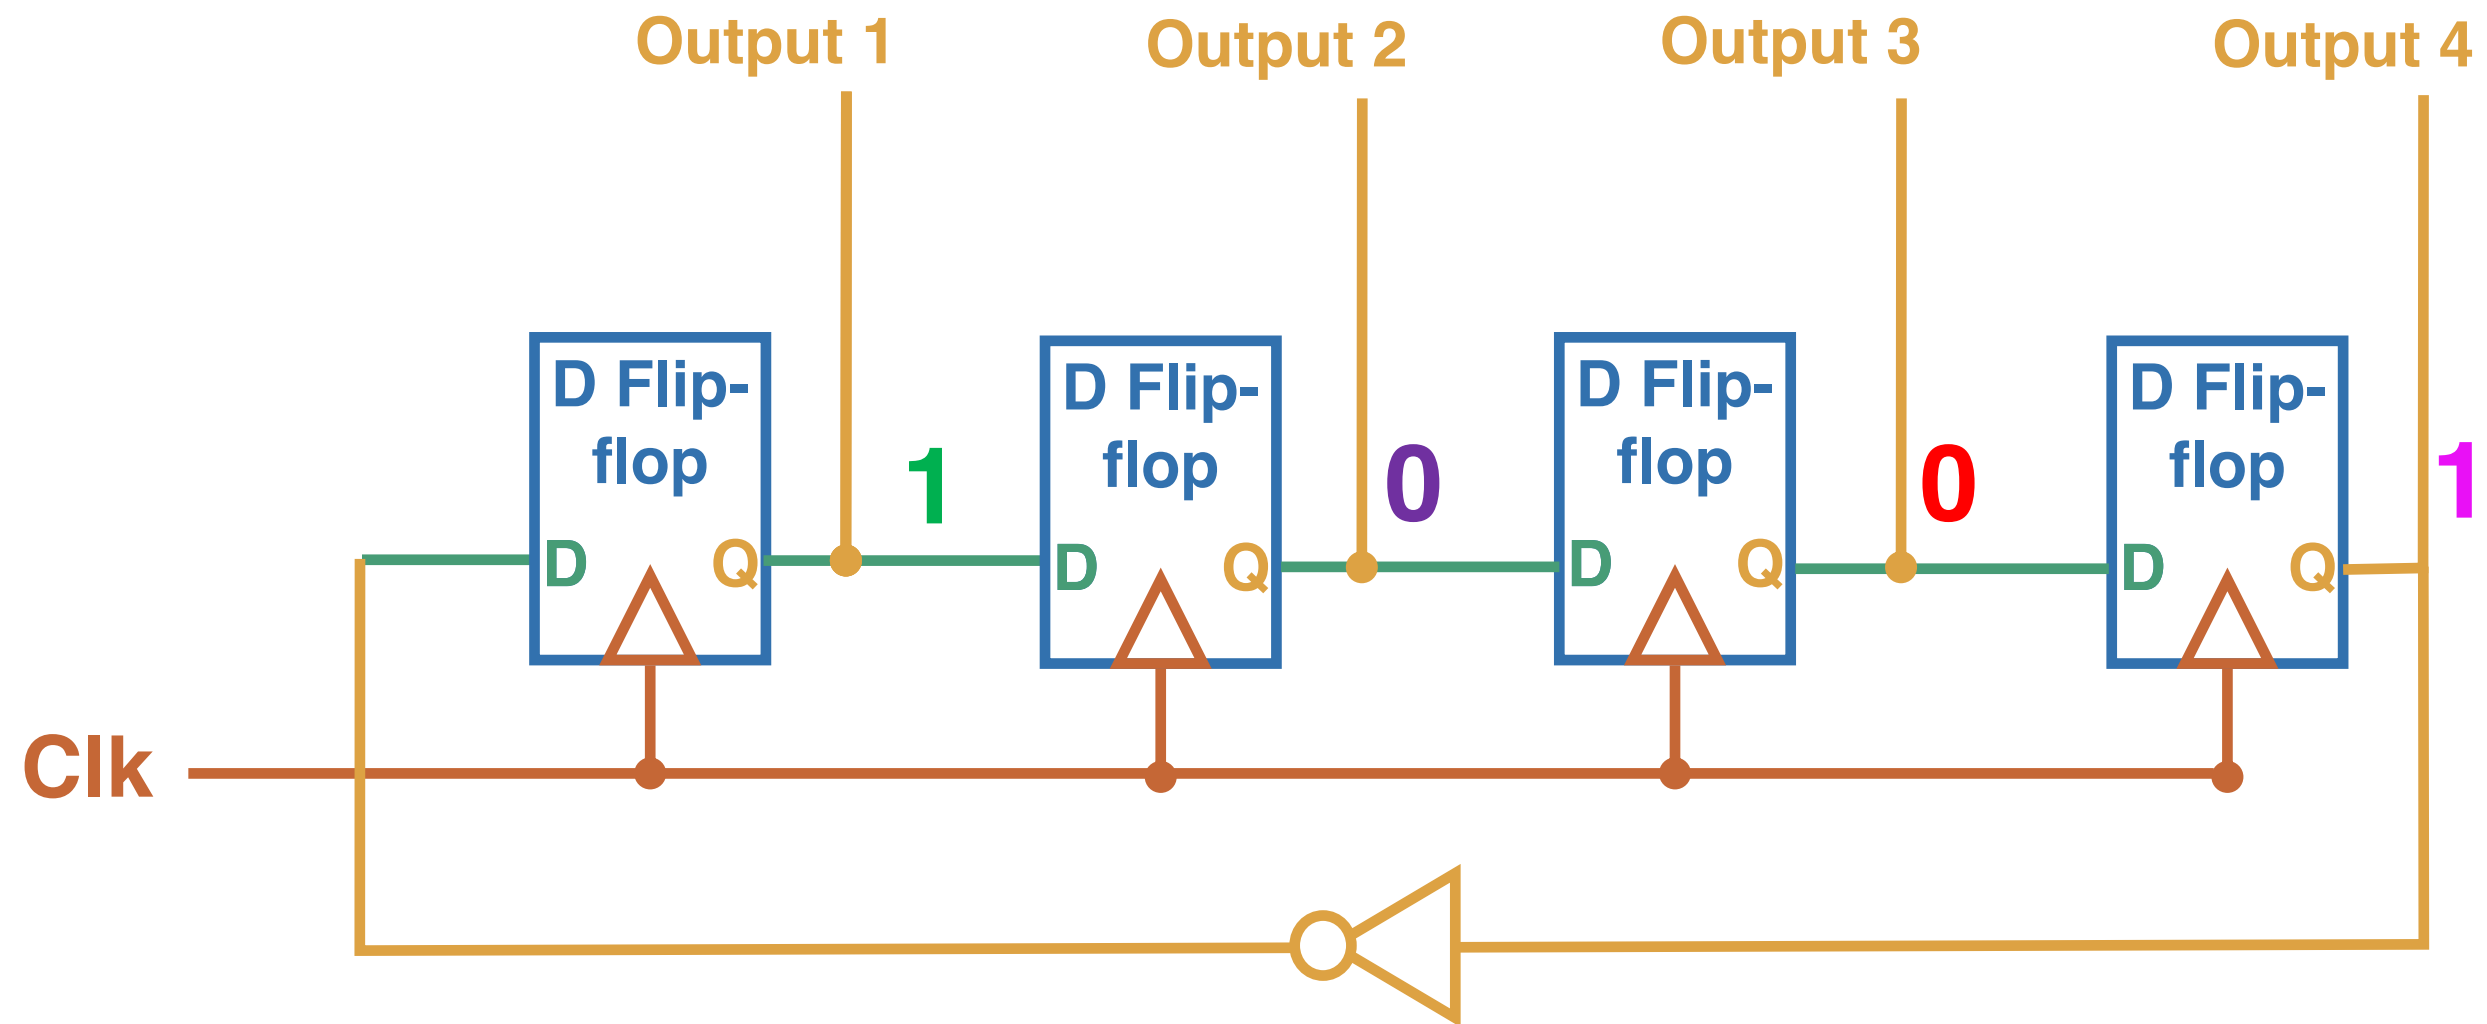 Output 1
Output 2
Output 3
Output 4
D Flip-
flop
D Flip-
flop
D Flip-
flop
D Flip-
flop
1
0
0
1
D
Q
D
Q
D
Q
D
Q
Clk